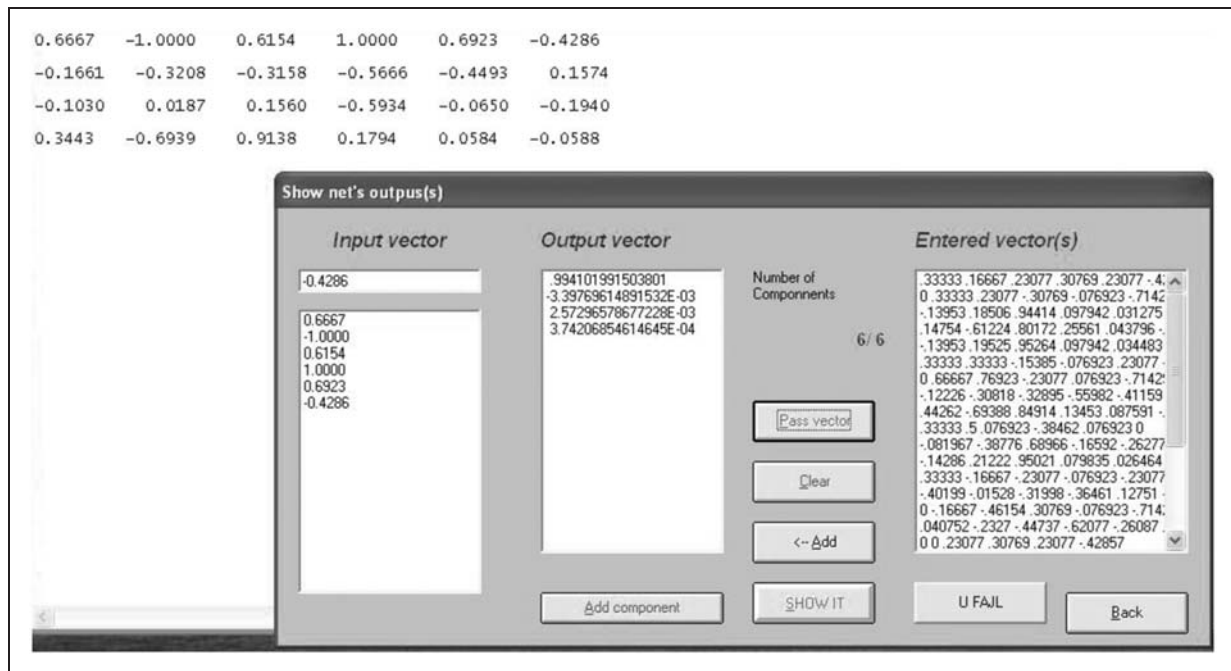 0.6667 -1.0000 0.6154 1.0000 0.6923 -0.4286
-0.1661 -0.3208 -0.3158 -0.5666 -0.4493 0.1574
-0.1030 0.0187 0.1560 -0.5934 -0.0650 -0.1940
0.3443 -0.6939 0.9138 0.1794 0.0584 -0.0588
Show net's outpus(s)
Input vector
-0.4286
0.6667
-1.0000
0.6154
1.0000
0.6923
-0.4286
Output vector
.994101991503801
-3.39769614891532E-03
2.57296578677228E-03
3.74206854614645E-04
Add component
Number of
Componnents
6/ 6
Pass vector
Clear
<-- Add
SHOW IT
Entered vector(s)
.33333 .16667 .23077 .30769 .23077 -.4
0 .33333 .23077 -.30769 -.076923 -.7142
-.13953 .18506 .94414 .097942 .031275
.14754 -.61224 .80172 .25561 .043796 -.
-.13953 .19525 .95264 .097942 .034483
.33333 .33333 -.15385 -.076923 .23077 -
0 .66667 .76923 -.23077 .076923 -.7142
-.12226 -.30818 -.32895 -.55982 -.41159
.44262 -.69388 .84914 .13453 .087591 -.
.33333 .5 .076923 -.38462 .076923 0
-.081967 -.38776 .68966 -.16592 -.26277
-.14286 .21222 .95021 .079835 .026464
.33333 -.16667 -.23077 -.076923 -.23077
-.40199 -.01528 -.31998 -.36461 .12751 -
0 -.16667 -.46154 .30769 -.076923 -.714
.040752 -.2327 -.44737 -.62077 -.26087 .
0 0 .23077 .30769 .23077 -.42857
U FAJL
Back